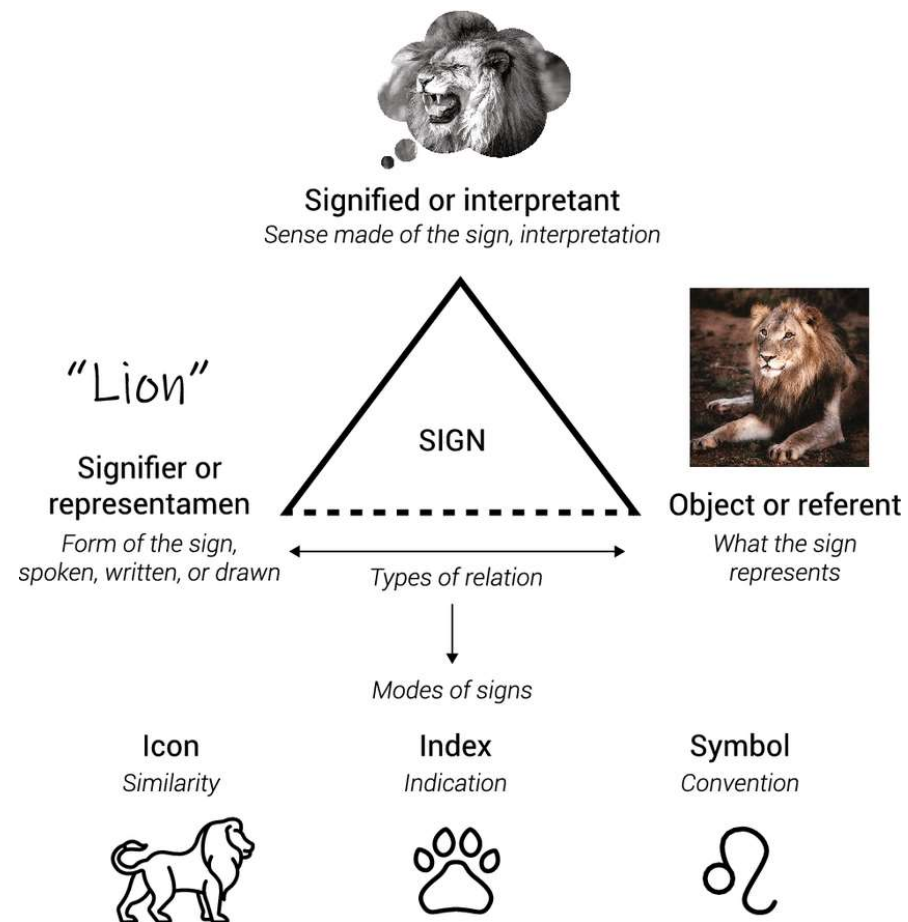 Signified or interpretant
Sense made of the sign, interpretation
"Lion"
SIGN
Signifier or
representamen
Form of the sign,
spoken, written, or drawn
Object or referent
What the sign
represents
Types of relation
Modes of signs
Icon
Similarity
Index
Indication
Symbol
Convention